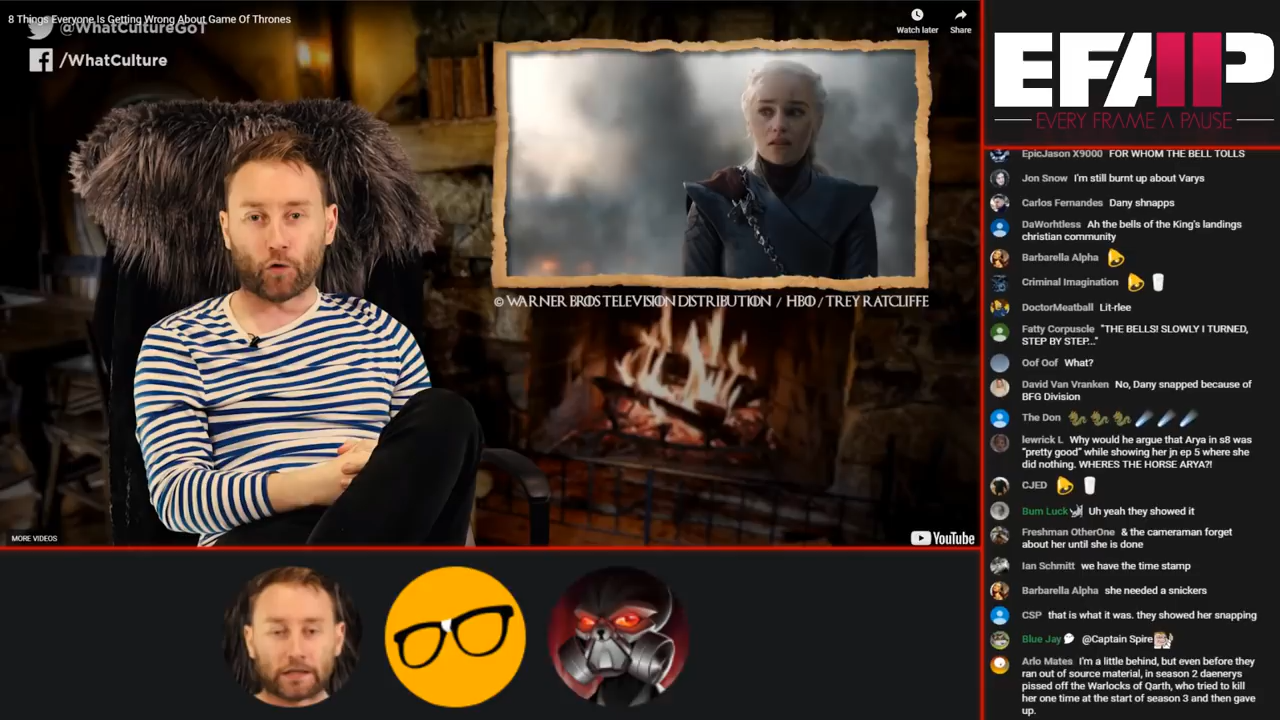 8 Things Everyone Is Getting Wrong About Game Of Thrones
@WhatCultureGoT
/WhatCulture
Watch later
Share
© WARNER BROS TELEVISION DISTRIBUTION / HBO / TREY RATCLIFFE
MORE VIDEOS
YouTube
EFAP
EVERY FRAME A PAUSE
EpicJason X9000 FOR WHOM THE BELL TOLLS
Jon Snow I'm still burnt up about Varys
Carlos Fernandes Dany shnapps
DaWorhtless Ah the bells of the King's landings
christian community
Barbarella Alpha
Criminal Imagination
DoctorMeatball Lit-rlee
Fatty Corpuscle "THE BELLS! SLOWLY I TURNED,
STEP BY STEP..."
Oof Oof What?
David Van Vranken No, Dany snapped because of
BFG Division
The Don
lewrick L Why would he argue that Arya in s8 was
"pretty good" while showing her jn ep 5 where she
did nothing. WHERES THE HORSE ARYA?!
CJED
Bum Luck Uh yeah they showed it
Freshman OtherOne & the cameraman forget
about her until she is done
Ian Schmitt we have the time stamp
Barbarella Alpha she needed a snickers
CSP that is what it was. they showed her snapping
Blue Jay @Captain Spire
Arlo Mates I'm a little behind, but even before they
ran out of source material, in season 2 daenerys
pissed off the Warlocks of Qarth, who tried to kill
her one time at the start of season 3 and then gave
up.